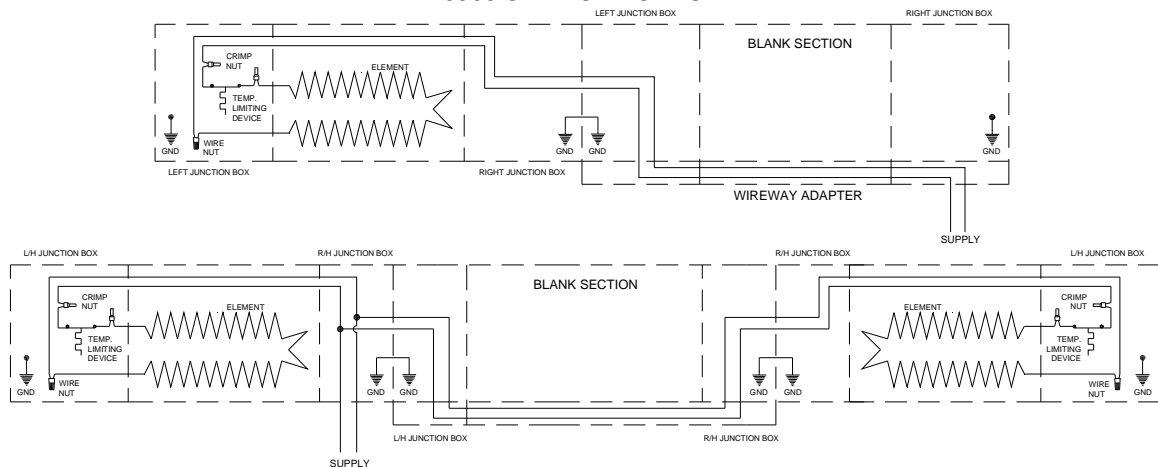 LEFT JUNCTION BOX
RIGHT JUNCTION BOX
BLANK SECTION
CRIMP
NUT
ELEMENT
TEMP.
LIMITING
DEVICE
GND
WIRE
NUT
GND
GND
GND
LEFT JUNCTION BOX
RIGHT JUNCTION BOX
WIREWAY ADAPTER
SUPPLY
L/H JUNCTION BOX
R/H JUNCTION BOX
R/H JUNCTION BOX
L/H JUNCTION BOX
BLANK SECTION
CRIMP
NUT
ELEMENT
TEMP.
LIMITING
DEVICE
GND
WIRE
NUT
GND
GND
GND
GND
ELEMENT
CRIMP
NUT
TEMP.
LIMITING
DEVICE
WIRE
NUT
GND
L/H JUNCTION BOX
R/H JUNCTION BOX
SUPPLY